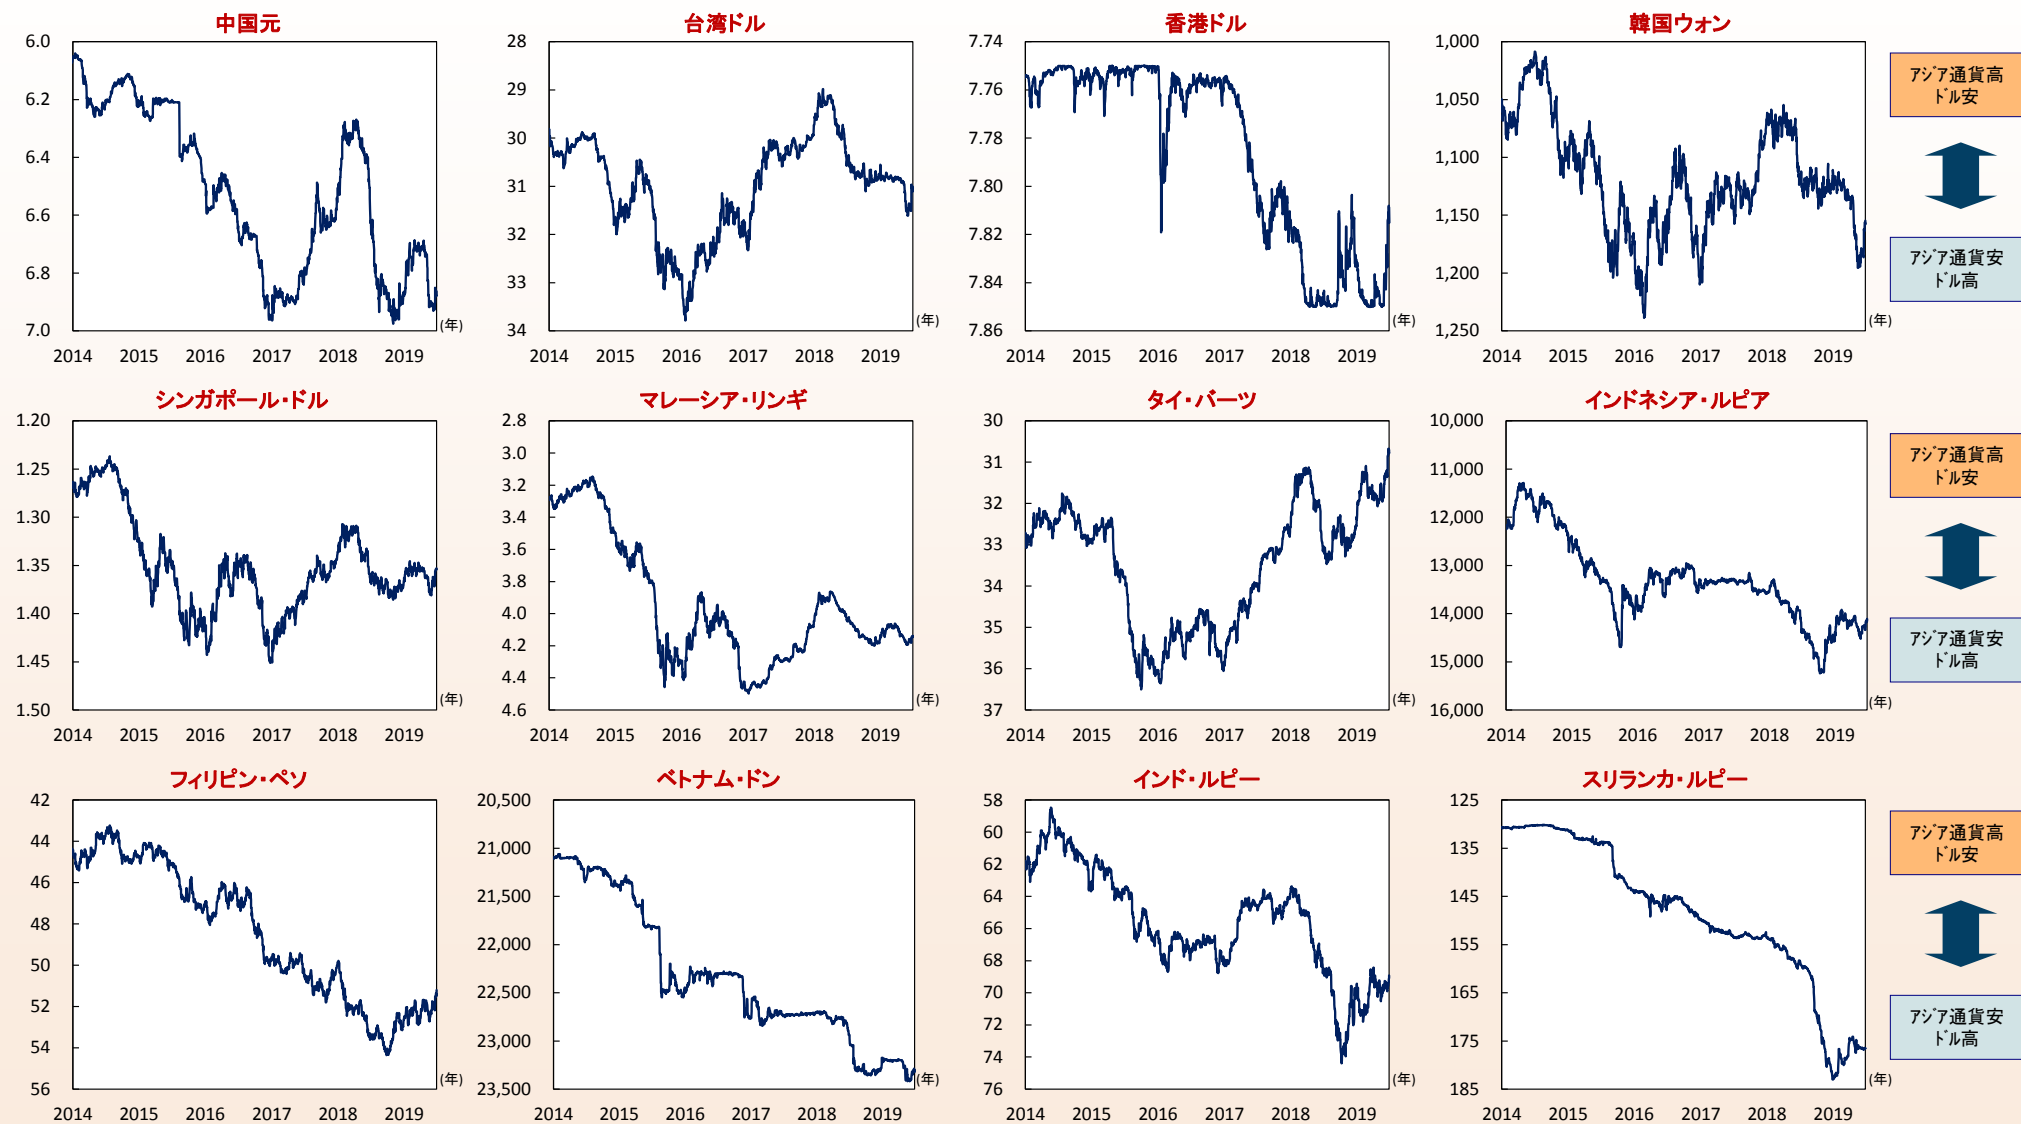 中国元
台湾ドル
香港ドル
韓国ウォン
6.0
6.2
6.4
6.6
6.8
7.0
2014 2015 2016 2017 2018 2019
(年)
28
29
30
31
32
33
34
2014 2015 2016 2017 2018 2019
(年)
7.74
7.76
7.78
7.80
7.82
7.84
7.86
2014 2015 2016 2017 2018 2019
(年)
1,000
1,050
1,100
1,150
1,200
1,250
2014 2015 2016 2017 2018 2019
(年)
アジア通貨高
ドル安
アジア通貨安
ドル高
シンガポール・ドル
マレーシア・リンギ
タイ・バーツ
インドネシア・ルピア
1.20
1.25
1.30
1.35
1.40
1.45
1.50
2014 2015 2016 2017 2018 2019
(年)
2.8
3.0
3.2
3.4
3.6
3.8
4.0
4.2
4.4
4.6
2014 2015 2016 2017 2018 2019
(年)
30
31
32
33
34
35
36
37
2014 2015 2016 2017 2018 2019
10,000
11,000
12,000
13,000
14,000
15,000
16,000
2014 2015 2016 2017 2018 2019
(年)
アジア通貨高
ドル安
アジア通貨安
ドル高
フィリピン・ペソ
ベトナム・ドン
インド・ルピー
スリランカ・ルピー
42
44
46
48
50
52
54
56
2014 2015 2016 2017 2018 2019
(年)
20,500
21,000
21,500
22,000
22,500
23,000
23,500
2014 2015 2016 2017 2018 2019
(年)
58
60
62
64
66
68
70
72
74
76
2014 2015 2016 2017 2018 2019
(年)
125
135
145
155
165
175
185
2014 2015 2016 2017 2018 2019
(年)
アジア通貨高
ドル安
アジア通貨安
ドル高